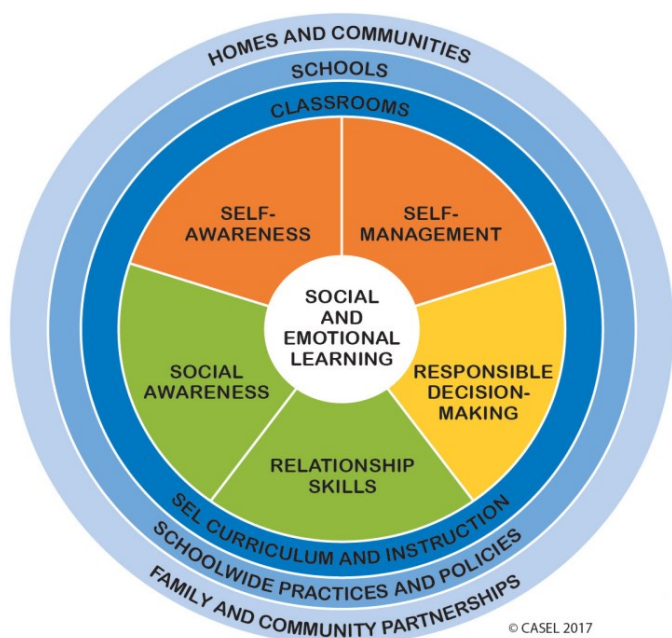 HOMES AND COMMUNITIES
SCHOOLS
CLASSROOMS
SELF-
AWARENESS
SELF-
MANAGEMENT
SOCIAL
AND
EMOTIONAL
LEARNING
SOCIAL
AWARENESS
RESPONSIBLE
DECISION-
MAKING
RELATIONSHIP
SKILLS
SEL CURRICULUM AND INSTRUCTION
SCHOOLWIDE PRACTICES AND POLICIES
FAMILY AND COMMUNITY PARTNERSHIPS
© CASEL 2017